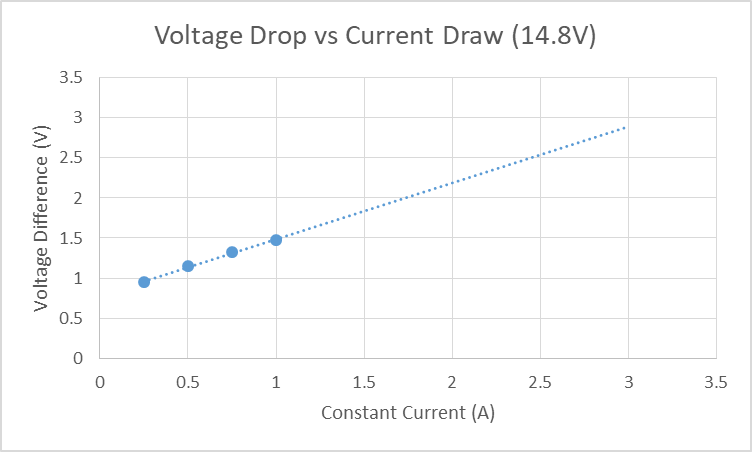 Voltage Drop vs Current Draw (14.8V)
3.5
3
2.5
2
1.5
1
0.5
0
Voltage Difference (V)
0 0.5 1 1.5 2 2.5 3 3.5
Constant Current (A)